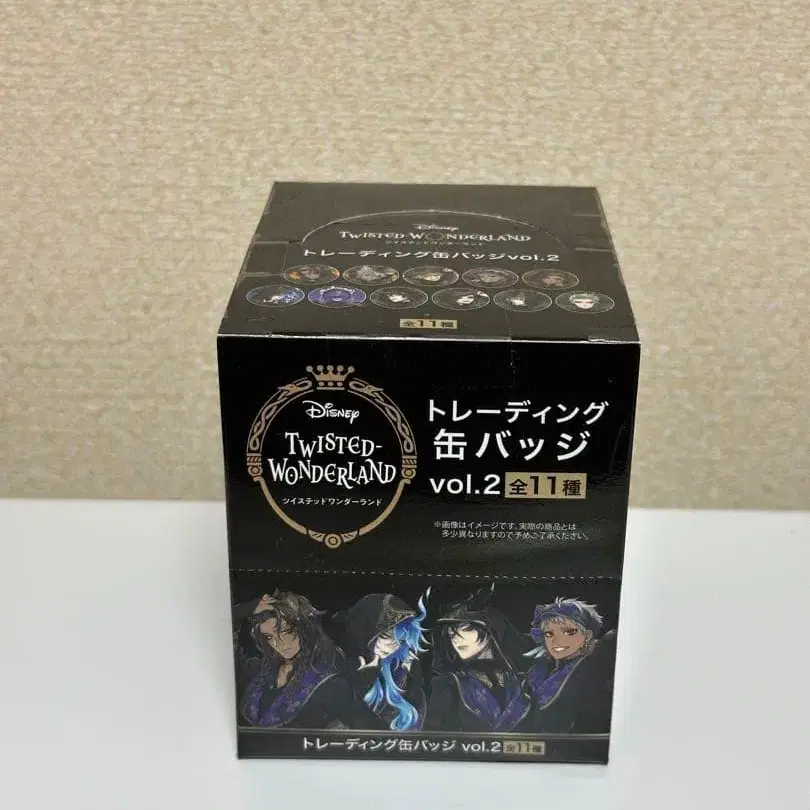 Disney
TWISTED-WONDERLAND
ツイステッドワンダーランド
トレーディング缶バッジvol.2
全11種
Disney
TWISTED-
WONDERLAND
ツイステッドワンダーランド
トレーディング
缶バッジ
vol.2 全11種
※画像はイメージです。実際の商品とは
多少異なりますので予めご了承ください。
トレーディング缶バッジ vol.2 全11種